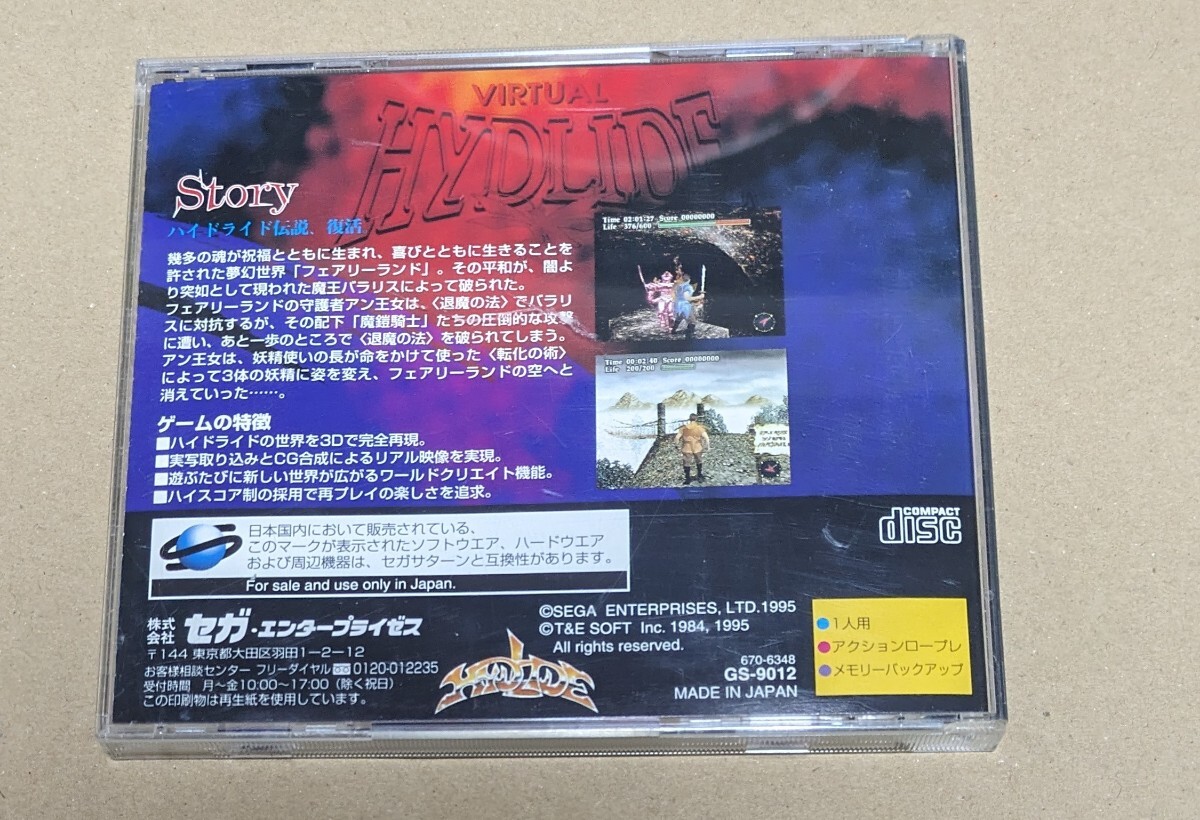 VIRTUAL
HYDLIDE
Story
ハイドライド伝説、復活
幾多の魂が祝福とともに生まれ、喜びとともに生きることを
許された夢幻世界「フェアリーランド」。その平和が、闇よ
り突如として現われた魔王バラリスによって破られた。
フェアリーランドの守護者アン王女は、〈退魔の法〉でバラリ
スに対抗するが、その配下「魔鎧騎士」たちの圧倒的な攻撃
に遭い、あと一歩のところで〈退魔の法〉を破られてしまう。
アン王女は、妖精使いの長が命をかけて使った〈転化の術〉
によって3体の妖精に姿を変え、フェアリーランドの空へと
消えていった……。
ゲームの特徴
■ハイドライドの世界を3Dで完全再現。
■実写取り込みとCG合成によるリアル映像を実現。
■遊ぶたびに新しい世界が広がるワールドクリエイト機能。
■ハイスコア制の採用で再プレイの楽しさを追求。
Time 02:01:27 Score 00000000
Life 376/600
Time 00:02:40 Score 00000000
Life 200/200
日本国内において販売されている、
このマークが表示されたソフトウエア、ハードウエア
および周辺機器は、セガサターンと互換性があります。
For sale and use only in Japan.
COMPACT
disc
株式会社 セガ・エンタープライゼス
〒144 東京都大田区羽田1-2-12
お客様相談センター フリーダイヤル 0120-012235
受付時間 月〜金10:00〜17:00（除く祝日）
この印刷物は再生紙を使用しています。
HYDLIDE
©SEGA ENTERPRISES, LTD.1995
©T&E SOFT Inc. 1984, 1995
All rights reserved.
670-6348
GS-9012
MADE IN JAPAN
●1人用
●アクションロープレ
●メモリーバックアップ